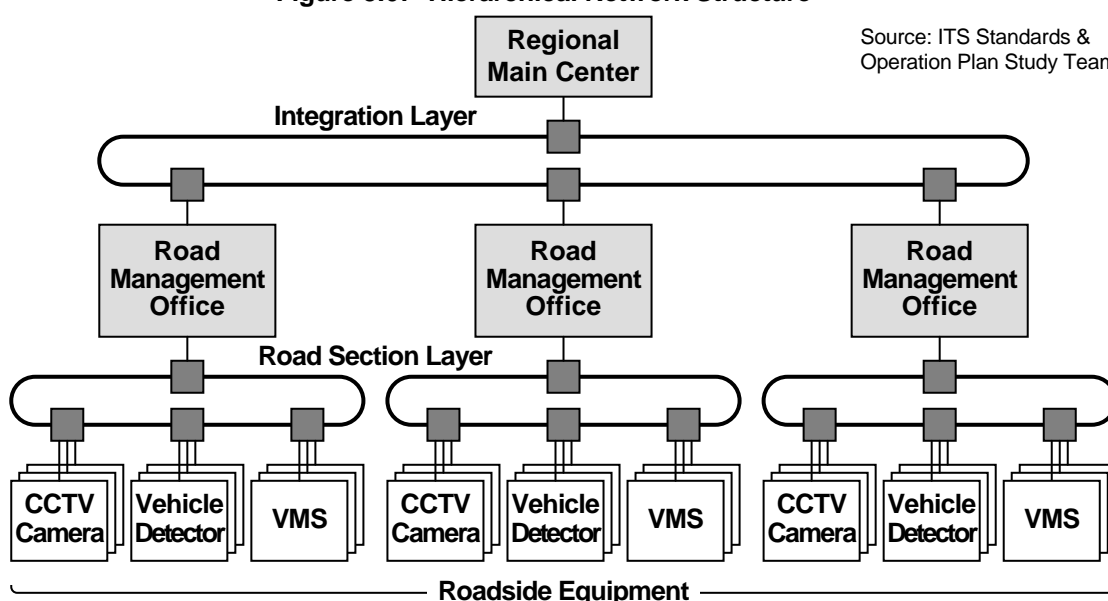 Regional
Main Center
Source: ITS Standards &
Operation Plan Study Team
Integration Layer
Road
Management
Office
Road
Management
Office
Road
Management
Office
Road Section Layer
CCTV
Camera
Vehicle
Detector
VMS
CCTV
Camera
Vehicle
Detector
VMS
CCTV
Camera
Vehicle
Detector
VMS
Roadside Equipment